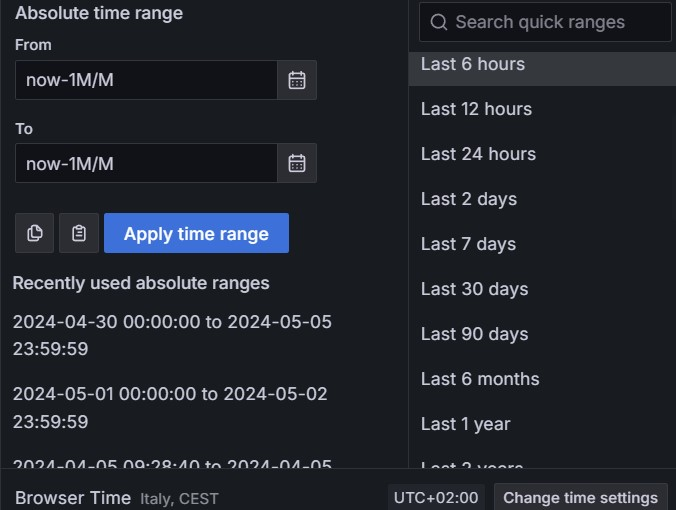 Absolute time range
From
now-1M/M
To
now-1M/M
Apply time range
Recently used absolute ranges
2024-04-30 00:00:00 to 2024-05-05
23:59:59
2024-05-01 00:00:00 to 2024-05-02
23:59:59
2024-04-05 09:28:40 to 2024-04-05
Search quick ranges
Last 6 hours
Last 12 hours
Last 24 hours
Last 2 days
Last 7 days
Last 30 days
Last 90 days
Last 6 months
Last 1 year
Last 2 years
Browser Time Italy, CEST
UTC+02:00
Change time settings